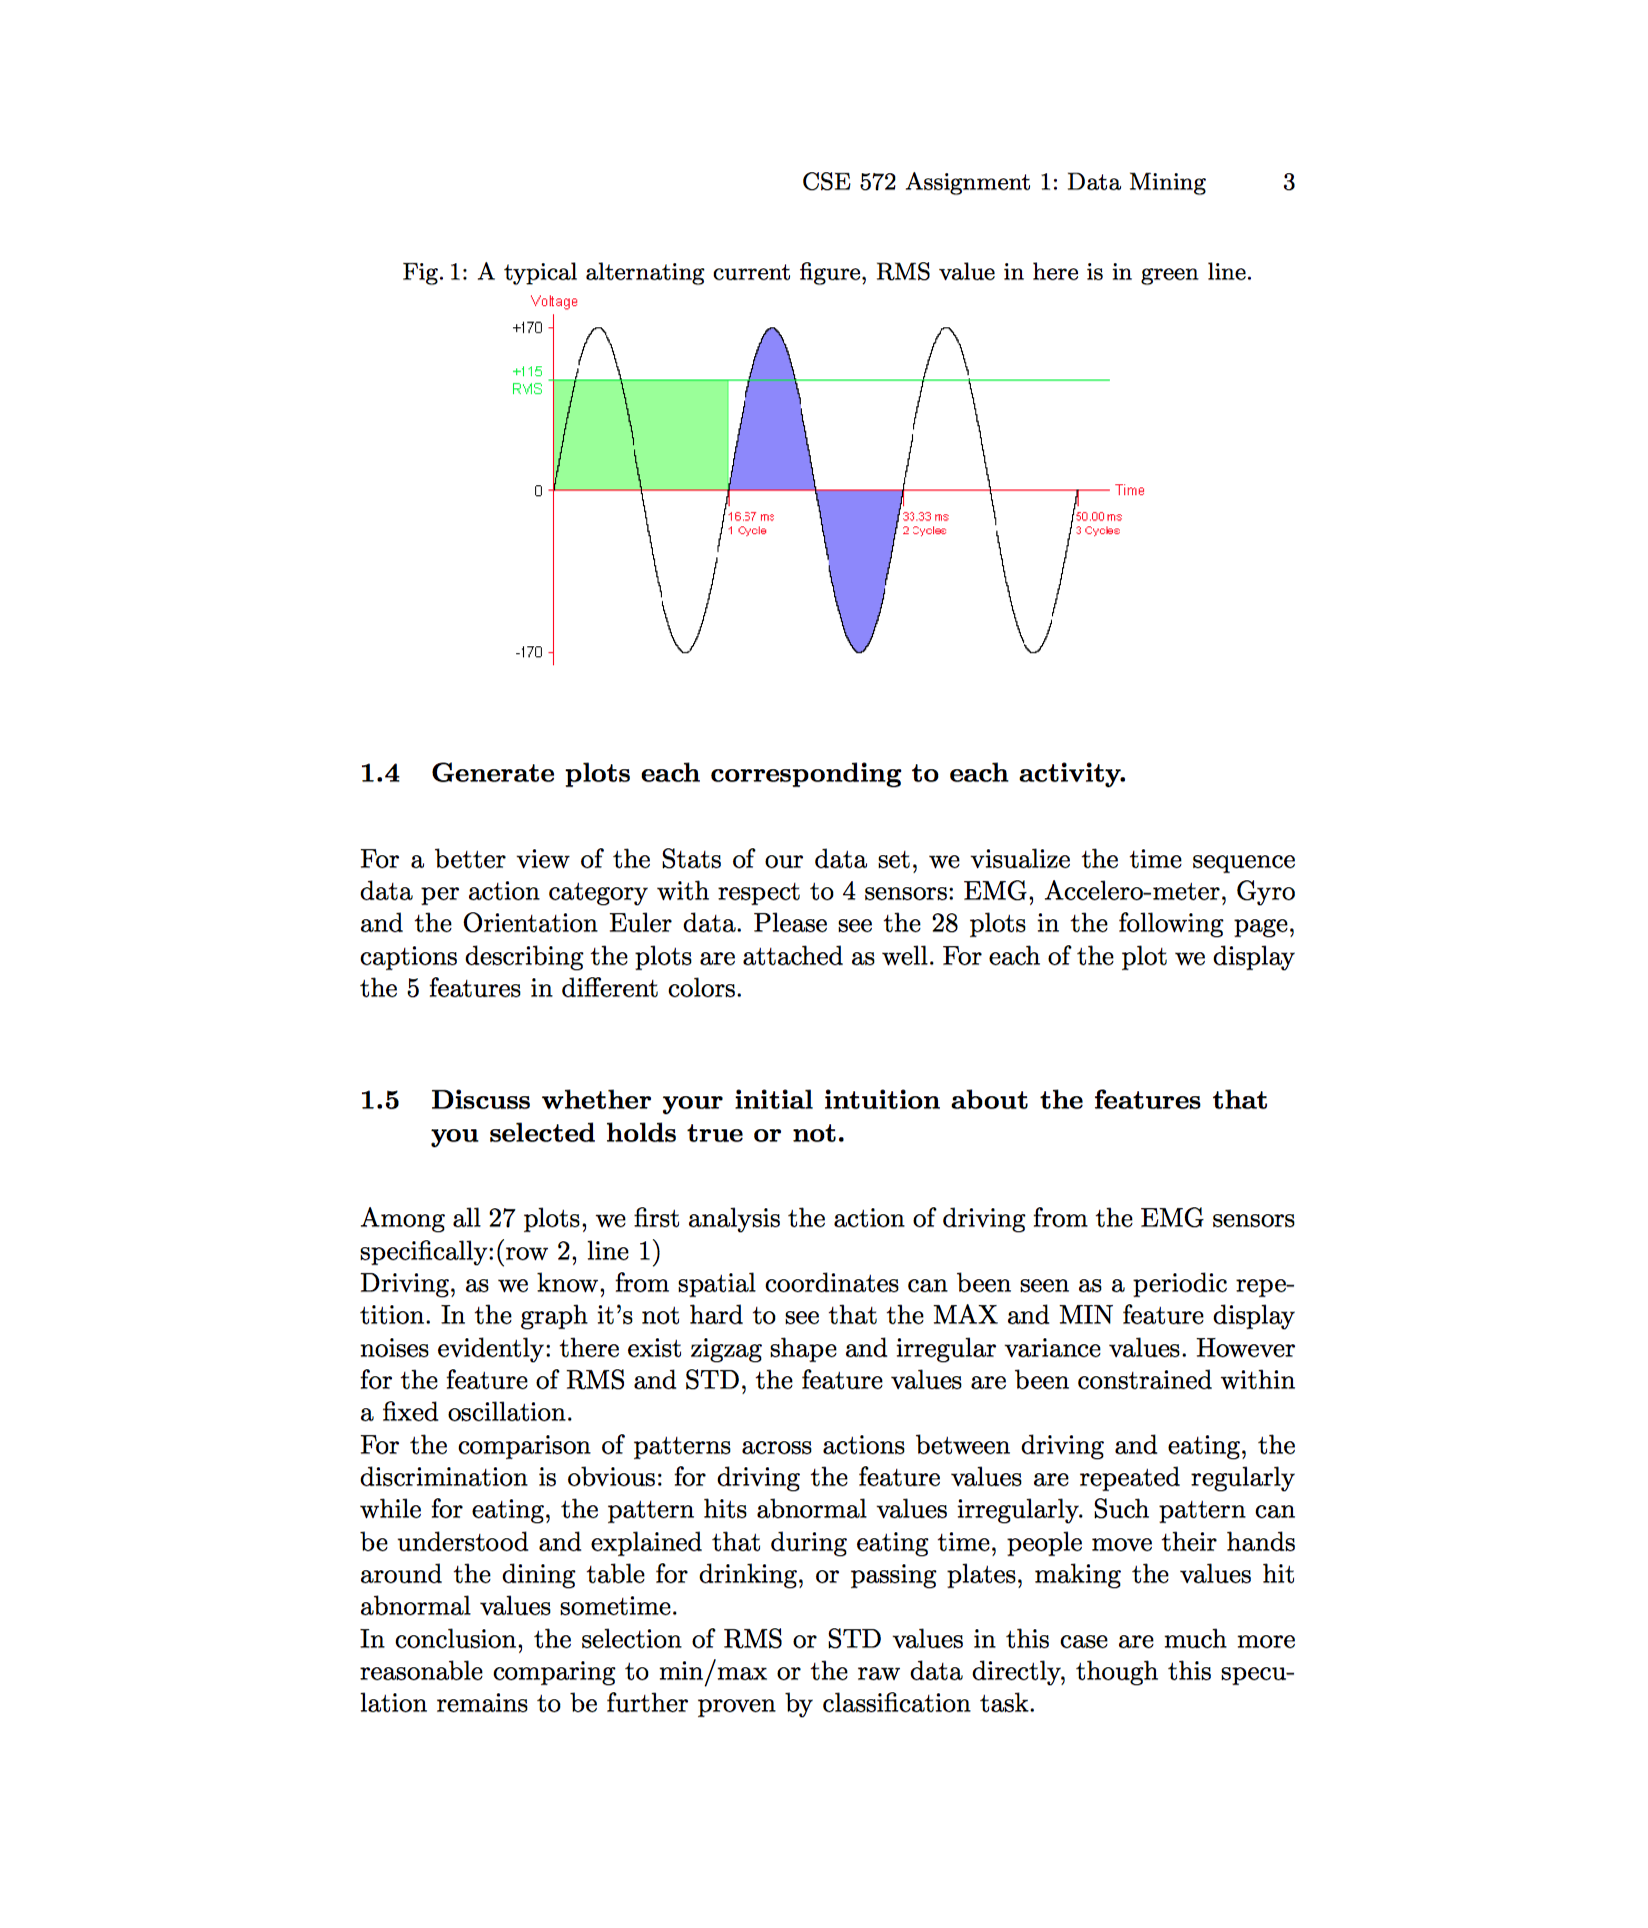 CSE 572 Assignment 1: Data Mining 3
Fig. 1: A typical alternating current figure, RMS value in here is in green line.
Voltage
+170
+115
RMS
0
Time
16.67 ms
1 Cycle
33.33 ms
2 Cycles
50.00 ms
3 Cycles
-170
1.4 Generate plots each corresponding to each activity.
For a better view of the Stats of our data set, we visualize the time sequence
data per action category with respect to 4 sensors: EMG, Accelero-meter, Gyro
and the Orientation Euler data. Please see the 28 plots in the following page,
captions describing the plots are attached as well. For each of the plot we display
the 5 features in different colors.
1.5 Discuss whether your initial intuition about the features that
you selected holds true or not.
Among all 27 plots, we first analysis the action of driving from the EMG sensors
specifically:(row 2, line 1)
Driving, as we know, from spatial coordinates can been seen as a periodic repe-
tition. In the graph it's not hard to see that the MAX and MIN feature display
noises evidently: there exist zigzag shape and irregular variance values. However
for the feature of RMS and STD, the feature values are been constrained within
a fixed oscillation.
For the comparison of patterns across actions between driving and eating, the
discrimination is obvious: for driving the feature values are repeated regularly
while for eating, the pattern hits abnormal values irregularly. Such pattern can
be understood and explained that during eating time, people move their hands
around the dining table for drinking, or passing plates, making the values hit
abnormal values sometime.
In conclusion, the selection of RMS or STD values in this case are much more
reasonable comparing to min/max or the raw data directly, though this specu-
lation remains to be further proven by classification task.